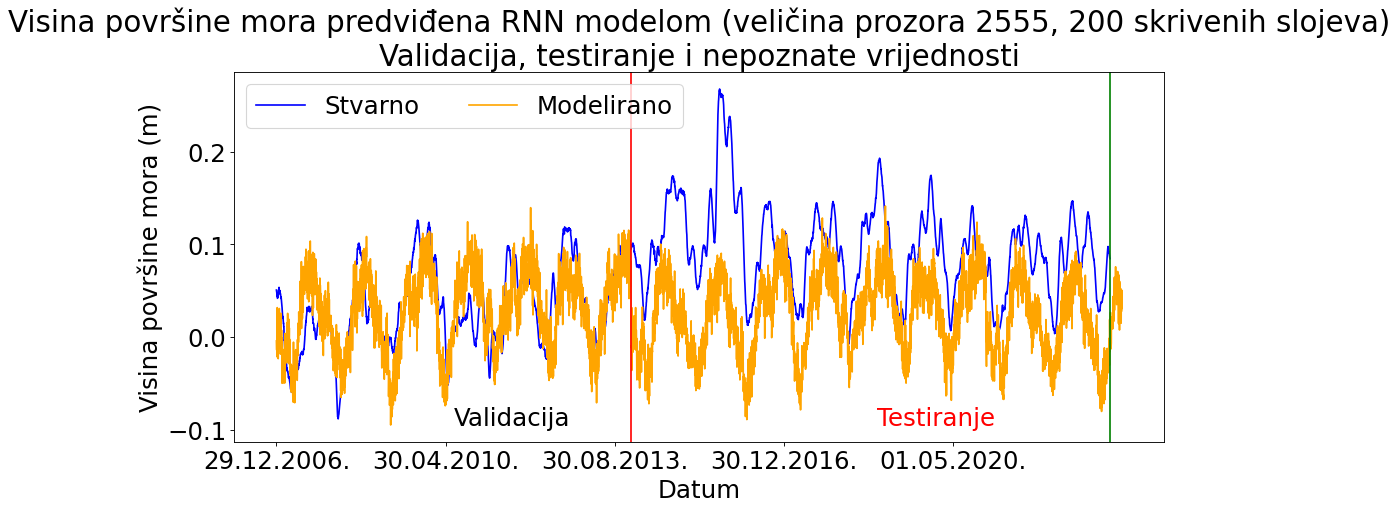 Visina površine mora predviđena RNN modelom (veličina prozora 2555, 200 skrivenih slojeva)
Validacija, testiranje i nepoznate vrijednosti
Stvarno Modelirano
Visina površine mora (m)
0.2
0.1
0.0
−0.1
Validacija Testiranje
29.12.2006. 30.04.2010. 30.08.2013. 30.12.2016. 01.05.2020.
Datum